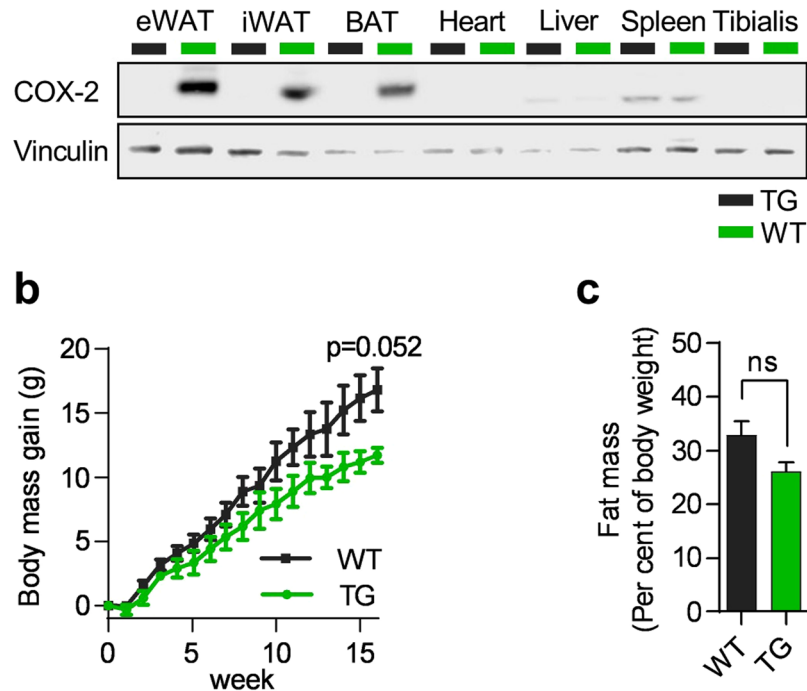 eWAT iWAT BAT Heart Liver Spleen Tibialis
COX-2
Vinculin
TG
WT
b
Body mass gain (g)
20
15
10
5
0
p=0.052
WT
TG
0 5 10 15
week
c
Fat mass
(Per cent of body weight)
50
40
30
20
10
0
ns
WT TG